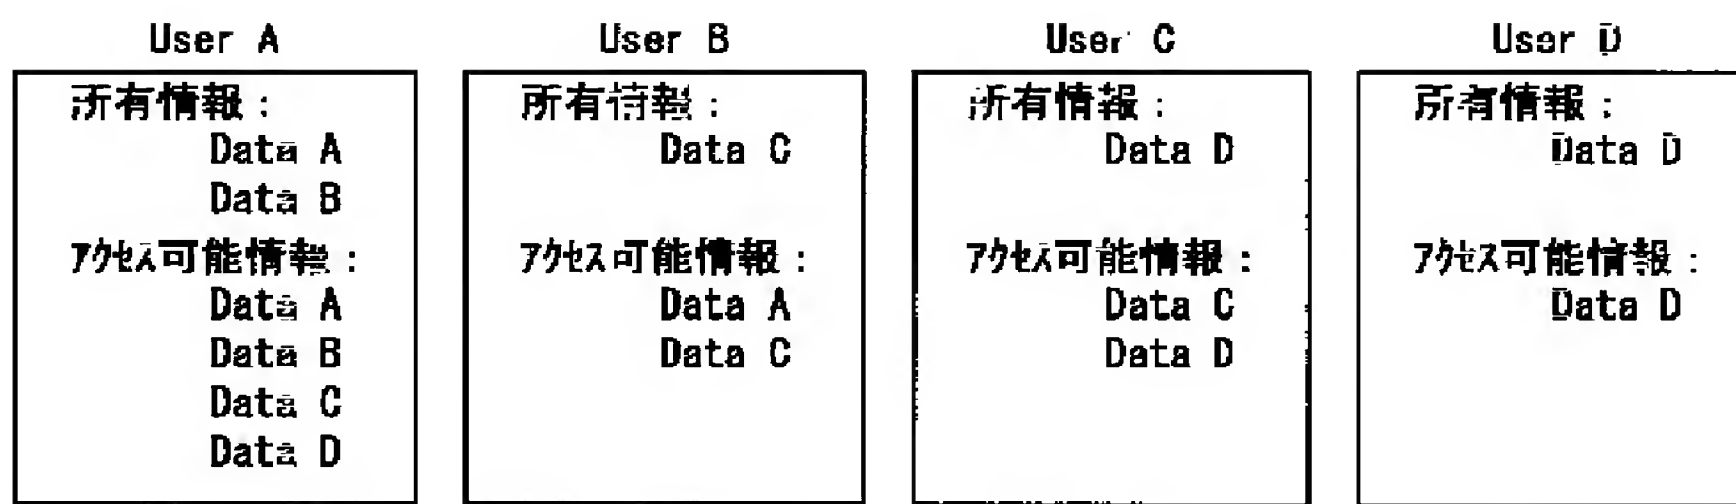 User A
所有情報：
Data A
Data B
アクセス可能情報：
Data A
Data B
Data C
Data D
User B
所有情報：
Data C
アクセス可能情報：
Data A
Data C
User C
所有情報：
Data D
アクセス可能情報：
Data C
Data D
User D
所有情報：
Data D
アクセス可能情報：
Data D